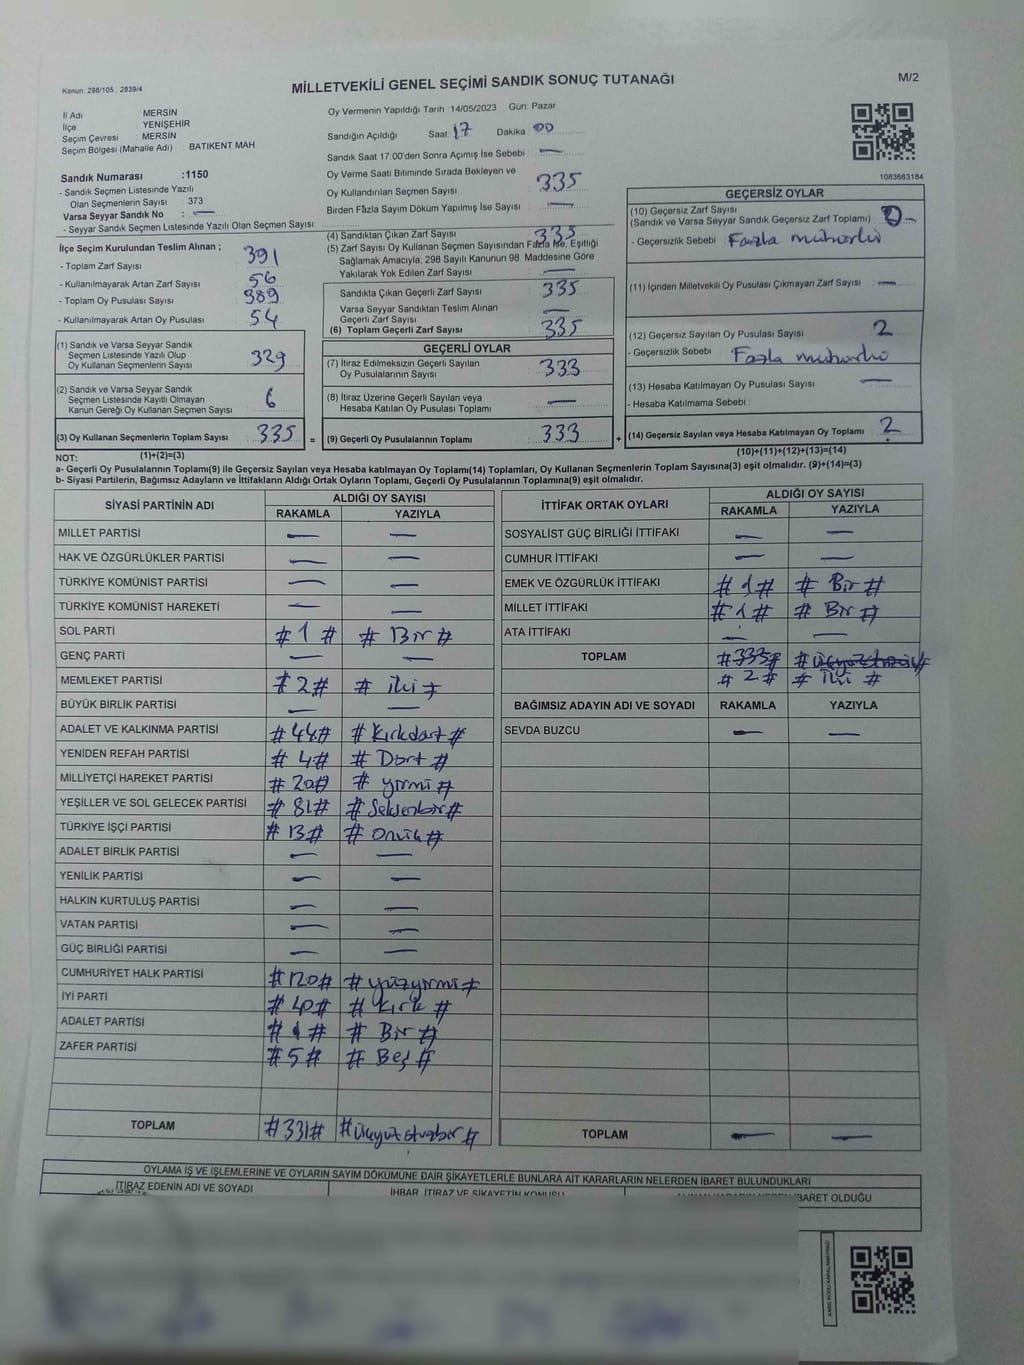 Kanun: 298/105 , 2839/4
MİLLETVEKİLİ GENEL SEÇİMİ SANDIK SONUÇ TUTANAĞI
M/2
İl Adı MERSİN
İlçe YENİŞEHİR
Seçim Çevresi : MERSİN
Seçim Bölgesi (Mahalle Adı) : BATIKENT MAH
Oy Vermenin Yapıldığı Tarih :14/05/2023 Gün: Pazar
Sandığın Açıldığı Saat: 17 Dakika : 00
Sandık Saat 17:00'den Sonra Açımış İse Sebebi : —
Oy Verme Saati Bitiminde Sırada Bekleyen ve
Oy Kullandırılan Seçmen Sayısı 335
Birden Fazla Sayım Döküm Yapılmış İse Sayısı : —
1083663184
Sandık Numarası :1150
- Sandık Seçmen Listesinde Yazılı
Olan Seçmenlerin Sayısı : 373
Varsa Seyyar Sandık No : —
- Seyyar Sandık Seçmen Listesinde Yazılı Olan Seçmen Sayısı :
İlçe Seçim Kurulundan Teslim Alınan ;
- Toplam Zarf Sayısı : 391
- Kullanılmayarak Artan Zarf Sayısı : 56
- Toplam Oy Pusulası Sayısı : 389
- Kullanılmayarak Artan Oy Pusulası : 54
(1) Sandık ve Varsa Seyyar Sandık
Seçmen Listesinde Yazılı Olup
Oy Kullanan Seçmenlerin Sayısı : 329
(2) Sandık ve Varsa Seyyar Sandık
Seçmen Listesinde Kayıtlı Olmayan
Kanun Gereği Oy Kullanan Seçmen Sayısı : 6
(3) Oy Kullanan Seçmenlerin Toplam Sayısı : 335 =
(1)+(2)=(3)
(4) Sandıktan Çıkan Zarf Sayısı : 335
(5) Zarf Sayısı Oy Kullanan Seçmen Sayısından Fazla İse, Eşitliği
Sağlamak Amacıyla, 298 Sayılı Kanunun 98. Maddesine Göre
Yakılarak Yok Edilen Zarf Sayısı : —
Sandıkta Çıkan Geçerli Zarf Sayısı : 335
Varsa Seyyar Sandıktan Teslim Alınan
Geçerli Zarf Sayısı : —
(6) Toplam Geçerli Zarf Sayısı : 335
GEÇERLİ OYLAR
(7) İtiraz Edilmeksizin Geçerli Sayılan
Oy Pusulalarının Sayısı : 333
(8) İtiraz Üzerine Geçerli Sayılan veya
Hesaba Katılan Oy Pusulası Toplamı : —
(9) Geçerli Oy Pusulalarının Toplamı : 333 +
GEÇERSİZ OYLAR
(10) Geçersiz Zarf Sayısı
(Sandık ve Varsa Seyyar Sandık Geçersiz Zarf Toplamı) :
- Geçersizlik Sebebi : Fazla mühürlü
(11) İçinden Milletvekili Oy Pusulası Çıkmayan Zarf Sayısı : —
(12) Geçersiz Sayılan Oy Pusulası Sayısı : 2
- Geçersizlik Sebebi : Fazla mühürlü
(13) Hesaba Katılmayan Oy Pusulası Sayısı : —
- Hesaba Katılmama Sebebi :
(14) Geçersiz Sayılan veya Hesaba Katılmayan Oy Toplamı : 2
(10)+(11)+(12)+(13)=(14)
NOT:
a- Geçerli Oy Pusulalarının Toplamı(9) ile Geçersiz Sayılan veya Hesaba katılmayan Oy Toplamı(14) Toplamları, Oy Kullanan Seçmenlerin Toplam Sayısına(3) eşit olmalıdır. (9)+(14)=(3)
b- Siyasi Partilerin, Bağımsız Adayların ve İttifakların Aldığı Ortak Oyların Toplamı, Geçerli Oy Pusulalarının Toplamına(9) eşit olmalıdır.
SİYASİ PARTİNİN ADI ALDIĞI OY SAYISI
RAKAMLA YAZIYLA
MİLLET PARTİSİ — —
HAK VE ÖZGÜRLÜKLER PARTİSİ — —
TÜRKİYE KOMÜNİST PARTİSİ — —
TÜRKİYE KOMÜNİST HAREKETİ — —
SOL PARTİ #1# #Bir#
GENÇ PARTİ — —
MEMLEKET PARTİSİ #2# #iki#
BÜYÜK BİRLİK PARTİSİ — —
ADALET VE KALKINMA PARTİSİ #44# #Kırkdört#
YENİDEN REFAH PARTİSİ #4# #Dört#
MİLLİYETÇİ HAREKET PARTİSİ #20# #yirmi#
YEŞİLLER VE SOL GELECEK PARTİSİ #81# #Seksenbir#
TÜRKİYE İŞÇİ PARTİSİ #13# #Onüç#
ADALET BİRLİK PARTİSİ — —
YENİLİK PARTİSİ — —
HALKIN KURTULUŞ PARTİSİ — —
VATAN PARTİSİ — —
GÜÇ BİRLİĞİ PARTİSİ — —
CUMHURİYET HALK PARTİSİ #120# #yüzyirmi#
İYİ PARTİ #40# #Kırk#
ADALET PARTİSİ #1# #Bir#
ZAFER PARTİSİ #5# #Beş#
TOPLAM #331# #üçyüzotuzbir#
İTTİFAK ORTAK OYLARI ALDIĞI OY SAYISI
RAKAMLA YAZIYLA
SOSYALİST GÜÇ BİRLİĞİ İTTİFAKI — —
CUMHUR İTTİFAKI — —
EMEK VE ÖZGÜRLÜK İTTİFAKI #1# #Bir#
MİLLET İTTİFAKI #1# #Bir#
ATA İTTİFAKI — —
TOPLAM #335#
#2# #İki#
BAĞIMSIZ ADAYIN ADI VE SOYADI RAKAMLA YAZIYLA
SEVDA BUZCU — —
TOPLAM — —
OYLAMA İŞ VE İŞLEMLERİNE VE OYLARIN SAYIM DÖKÜMÜNE DAİR ŞİKAYETLERLE BUNLARA AİT KARARLARIN NELERDEN İBARET BULUNDUKLARI
İTİRAZ EDENİN ADI VE SOYADI
İHBAR, İTİRAZ VE ŞİKAYETİN KONUSU
İBARET OLDUĞU